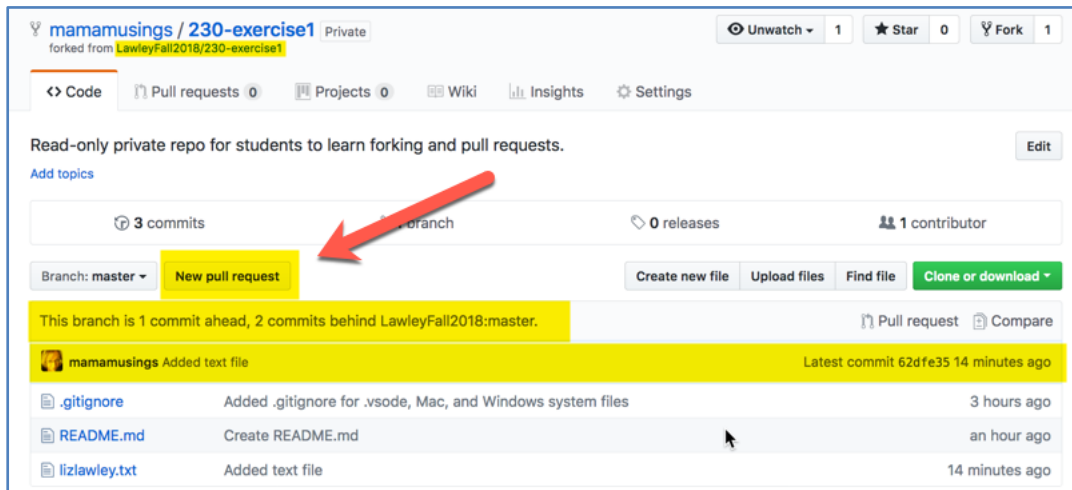 mamamusings / 230-exercise1 Private Unwatch 1 Star 0 Fork 1
forked from LawleyFall2018/230-exercise1
<> Code Pull requests 0 Projects 0 Wiki Insights Settings
Read-only private repo for students to learn forking and pull requests. Edit
Add topics
3 commits branch 0 releases 1 contributor
Branch: master New pull request Create new file Upload files Find file Clone or download
This branch is 1 commit ahead, 2 commits behind LawleyFall2018:master. Pull request Compare
mamamusings Added text file Latest commit 62dfe35 14 minutes ago
.gitignore Added .gitignore for .vsode, Mac, and Windows system files 3 hours ago
README.md Create README.md an hour ago
lizlawley.txt Added text file 14 minutes ago